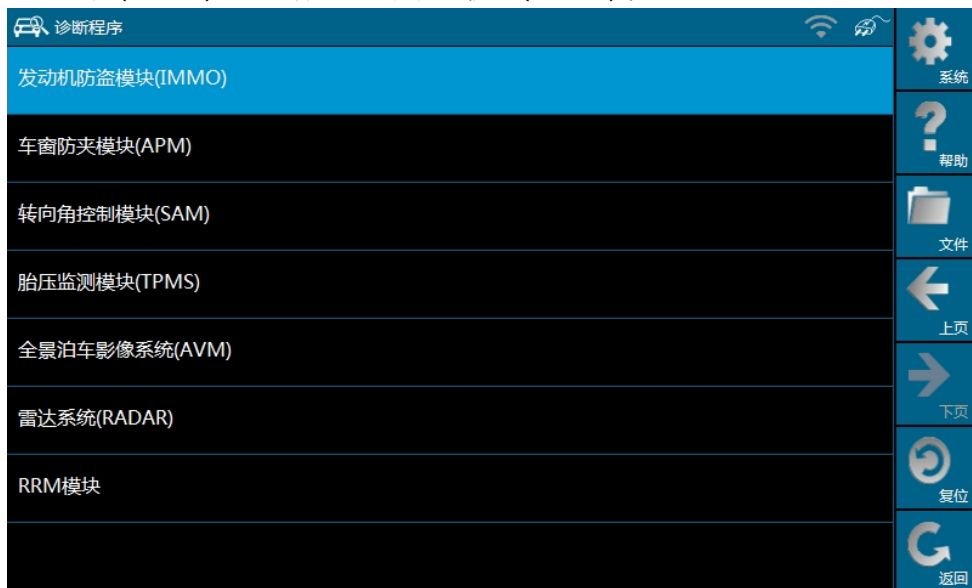 诊断程序
发动机防盗模块(IMMO)
车窗防夹模块(APM)
转向角控制模块(SAM)
胎压监测模块(TPMS)
全景泊车影像系统(AVM)
雷达系统(RADAR)
RRM模块
系统
帮助
文件
上页
下页
复位
返回